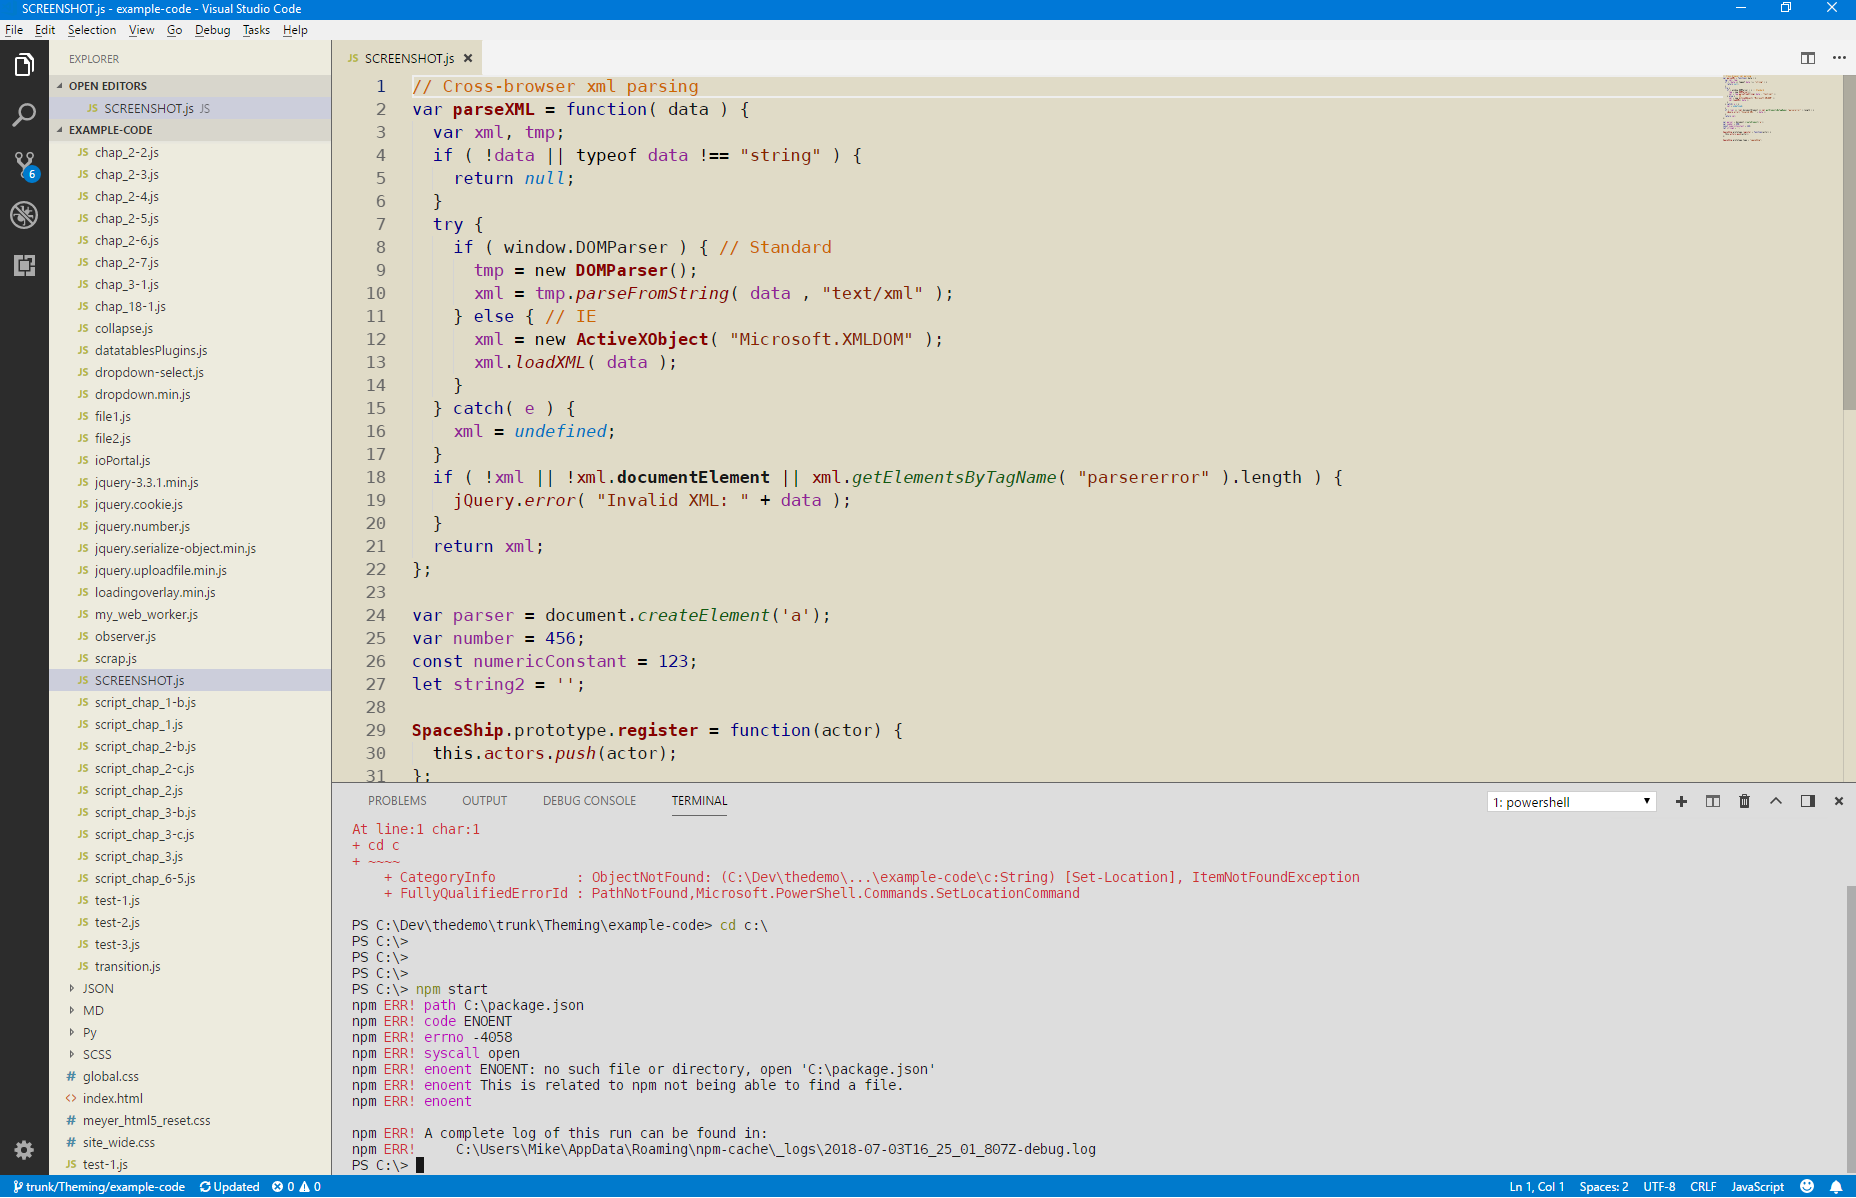 SCREENSHOT.js - example-code - Visual Studio Code
File Edit Selection View Go Debug Tasks Help
EXPLORER
OPEN EDITORS
JS SCREENSHOT.js JS
EXAMPLE-CODE
JS chap_2-2.js
JS chap_2-3.js
JS chap_2-4.js
JS chap_2-5.js
JS chap_2-6.js
JS chap_2-7.js
JS chap_3-1.js
JS chap_18-1.js
JS collapse.js
JS datatablesPlugins.js
JS dropdown-select.js
JS dropdown.min.js
JS file1.js
JS file2.js
JS ioPortal.js
JS jquery-3.3.1.min.js
JS jquery.cookie.js
JS jquery.number.js
JS jquery.serialize-object.min.js
JS jquery.uploadfile.min.js
JS loadingoverlay.min.js
JS my_web_worker.js
JS observer.js
JS scrap.js
JS SCREENSHOT.js
JS script_chap_1-b.js
JS script_chap_1.js
JS script_chap_2-b.js
JS script_chap_2-c.js
JS script_chap_2.js
JS script_chap_3-b.js
JS script_chap_3-c.js
JS script_chap_3.js
JS script_chap_6-5.js
JS test-1.js
JS test-2.js
JS test-3.js
JS transition.js
JSON
MD
Py
SCSS
# global.css
<> index.html
# meyer_html5_reset.css
# site_wide.css
JS test-1.js
6
JS SCREENSHOT.js
1 // Cross-browser xml parsing
2 var parseXML = function( data ) {
3 var xml, tmp;
4 if ( !data || typeof data !== "string" ) {
5 return null;
6 }
7 try {
8 if ( window.DOMParser ) { // Standard
9 tmp = new DOMParser();
10 xml = tmp.parseFromString( data , "text/xml" );
11 } else { // IE
12 xml = new ActiveXObject( "Microsoft.XMLDOM" );
13 xml.loadXML( data );
14 }
15 } catch( e ) {
16 xml = undefined;
17 }
18 if ( !xml || !xml.documentElement || xml.getElementsByTagName( "parsererror" ).length ) {
19 jQuery.error( "Invalid XML: " + data );
20 }
21 return xml;
22 };
23
24 var parser = document.createElement('a');
25 var number = 456;
26 const numericConstant = 123;
27 let string2 = '';
28
29 SpaceShip.prototype.register = function(actor) {
30 this.actors.push(actor);
31 };
PROBLEMS OUTPUT DEBUG CONSOLE TERMINAL 1: powershell
At line:1 char:1
+ cd c
+ ~~~~
+ CategoryInfo : ObjectNotFound: (C:\Dev\thedemo\...\example-code\c:String) [Set-Location], ItemNotFoundException
+ FullyQualifiedErrorId : PathNotFound,Microsoft.PowerShell.Commands.SetLocationCommand
PS C:\Dev\thedemo\trunk\Theming\example-code> cd c:\
PS C:\>
PS C:\>
PS C:\>
PS C:\> npm start
npm ERR! path C:\package.json
npm ERR! code ENOENT
npm ERR! errno -4058
npm ERR! syscall open
npm ERR! enoent ENOENT: no such file or directory, open 'C:\package.json'
npm ERR! enoent This is related to npm not being able to find a file.
npm ERR! enoent
npm ERR! A complete log of this run can be found in:
npm ERR! C:\Users\Mike\AppData\Roaming\npm-cache\_logs\2018-07-03T16_25_01_807Z-debug.log
PS C:\>
trunk/Theming/example-code Updated 0 0 Ln 1, Col 1 Spaces: 2 UTF-8 CRLF JavaScript